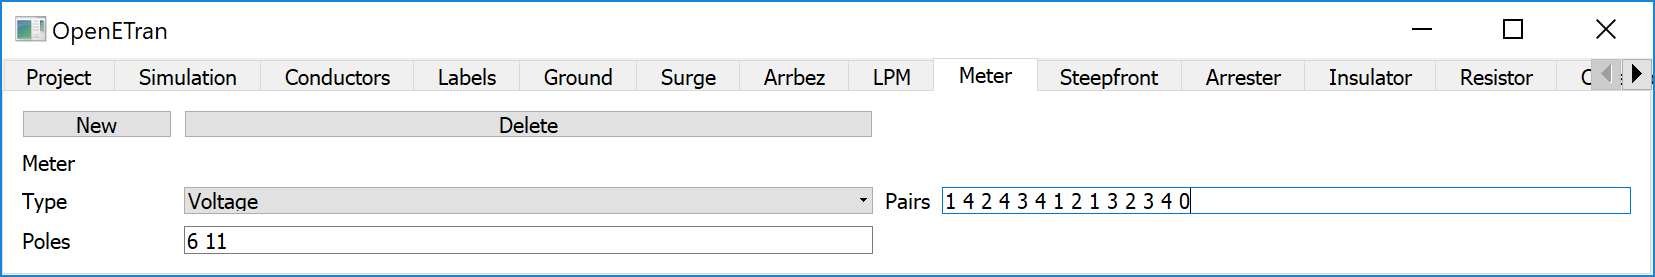 OpenETran
Project Simulation Conductors Labels Ground Surge Arrbez LPM Meter Steepfront Arrester Insulator Resistor
New Delete
Meter
Type Voltage Pairs 1 4 2 4 3 4 1 2 1 3 2 3 4 0
Poles 6 11